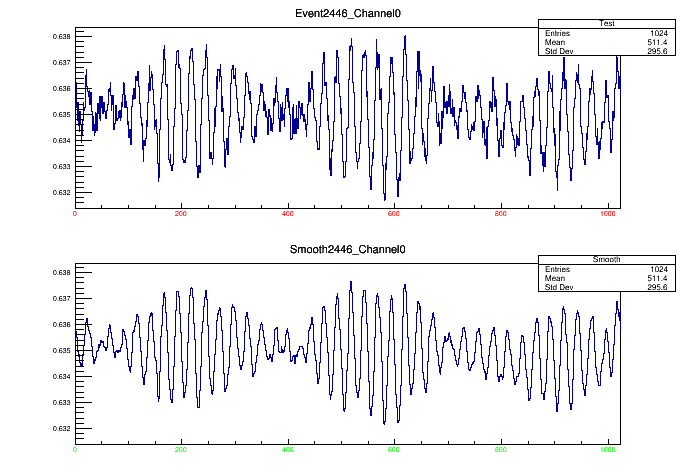 Event2446_Channel0
Test
Entries 1024
Mean 511.4
Std Dev 295.6
0.638
0.637
0.636
0.635
0.634
0.633
0.632
0 200 400 600 800 1000
Smooth2446_Channel0
Smooth
Entries 1024
Mean 511.4
Std Dev 295.6
0.638
0.637
0.636
0.635
0.634
0.633
0.632
0 200 400 600 800 1000